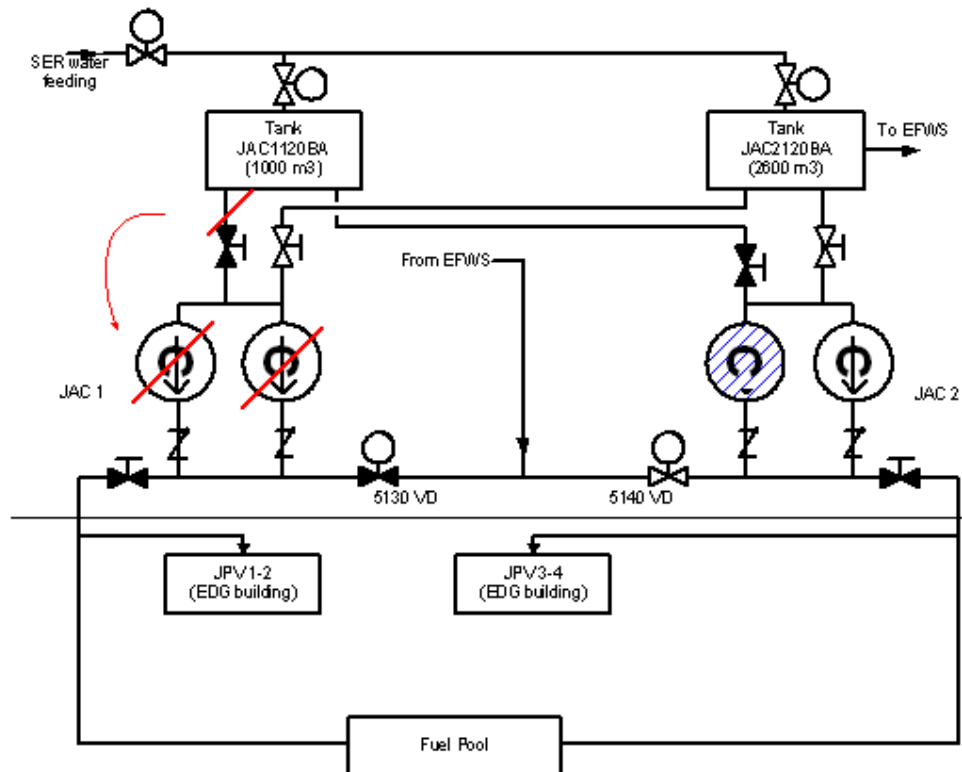 SER water
feeding
Tank
JAC1120BA
(1000 m3)
Tank
JAC2120BA
(2600 m3)
To EFWS
From EFWS
JAC 1
JAC 2
5130 VD
5140 VD
JPV1-2
(EDG building)
JPV3-4
(EDG building)
Fuel Pool